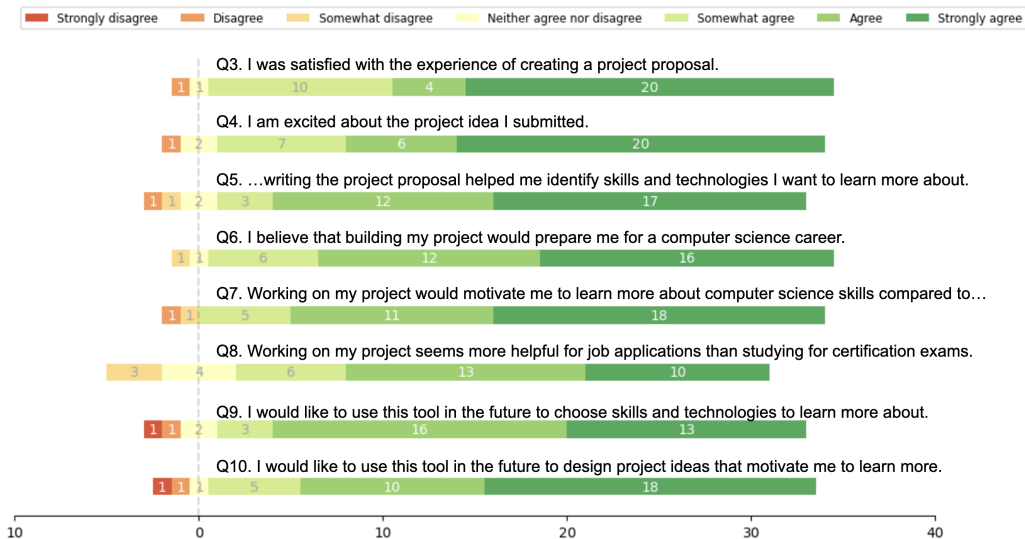 Strongly disagree Disagree Somewhat disagree Neither agree nor disagree Somewhat agree Agree Strongly agree
Q3. I was satisfied with the experience of creating a project proposal.
1 1 10 4 20
Q4. I am excited about the project idea I submitted.
1 2 7 6 20
Q5. …writing the project proposal helped me identify skills and technologies I want to learn more about.
1 1 2 3 12 17
Q6. I believe that building my project would prepare me for a computer science career.
1 1 6 12 16
Q7. Working on my project would motivate me to learn more about computer science skills compared to…
1 1 5 11 18
Q8. Working on my project seems more helpful for job applications than studying for certification exams.
3 4 6 13 10
Q9. I would like to use this tool in the future to choose skills and technologies to learn more about.
1 1 2 3 16 13
Q10. I would like to use this tool in the future to design project ideas that motivate me to learn more.
1 1 1 5 10 18
10 0 10 20 30 40